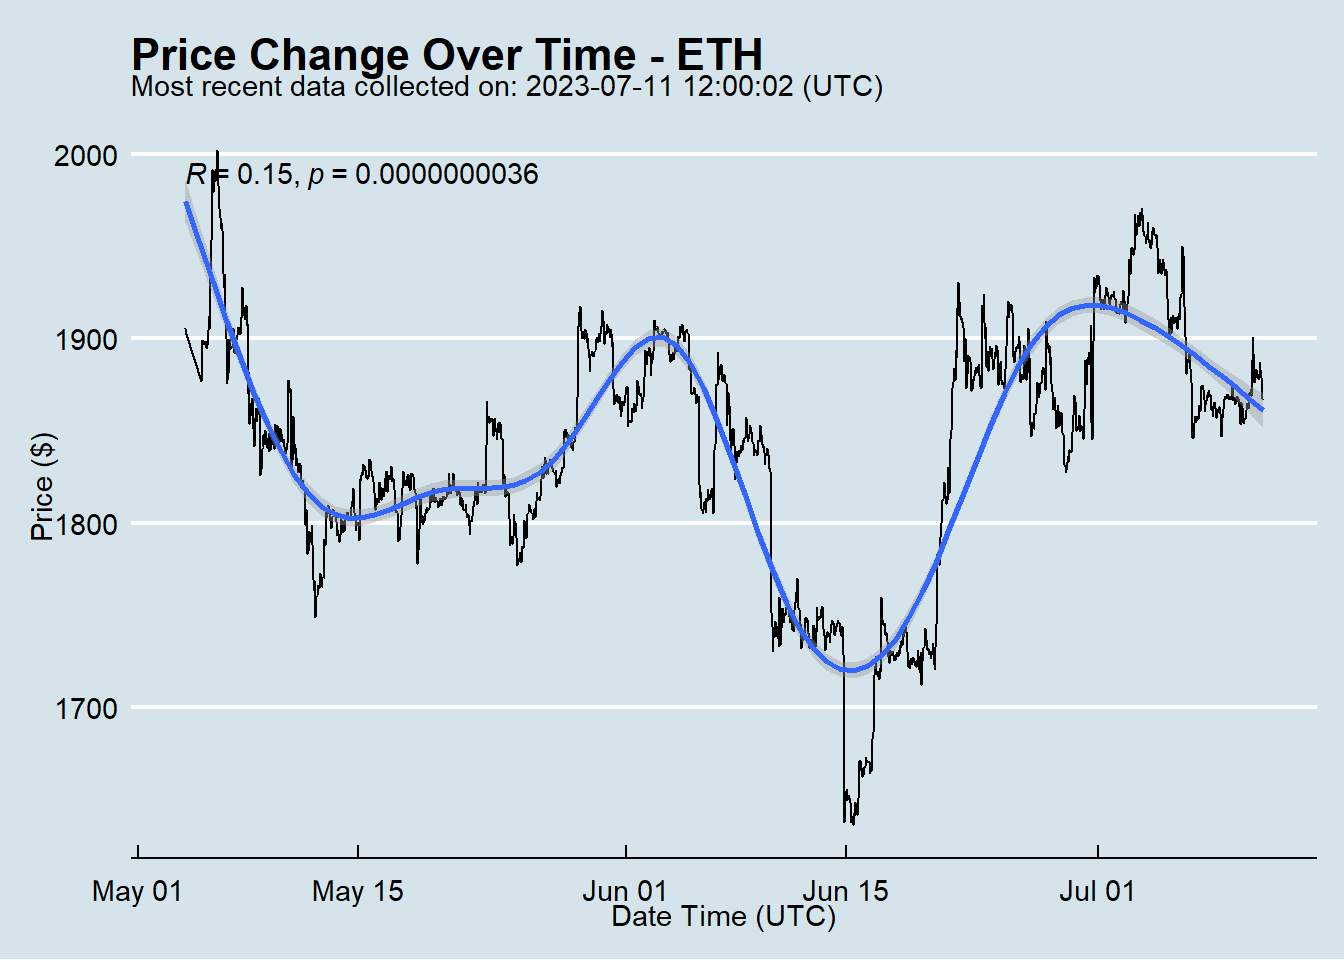 Price Change Over Time - ETH
Most recent data collected on: 2023-07-11 12:00:02 (UTC)
R = 0.15, p = 0.0000000036
2000
1900
1800
1700
Price ($)
May 01
May 15
Jun 01
Jun 15
Jul 01
Date Time (UTC)